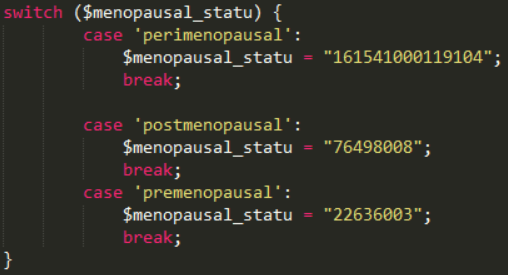 switch ($menopausal_statu) {
case 'perimenopausal':
$menopausal_statu = "161541000119104";
break;
case 'postmenopausal':
$menopausal_statu = "76498008";
break;
case 'premenopausal':
$menopausal_statu = "22636003";
break;
}